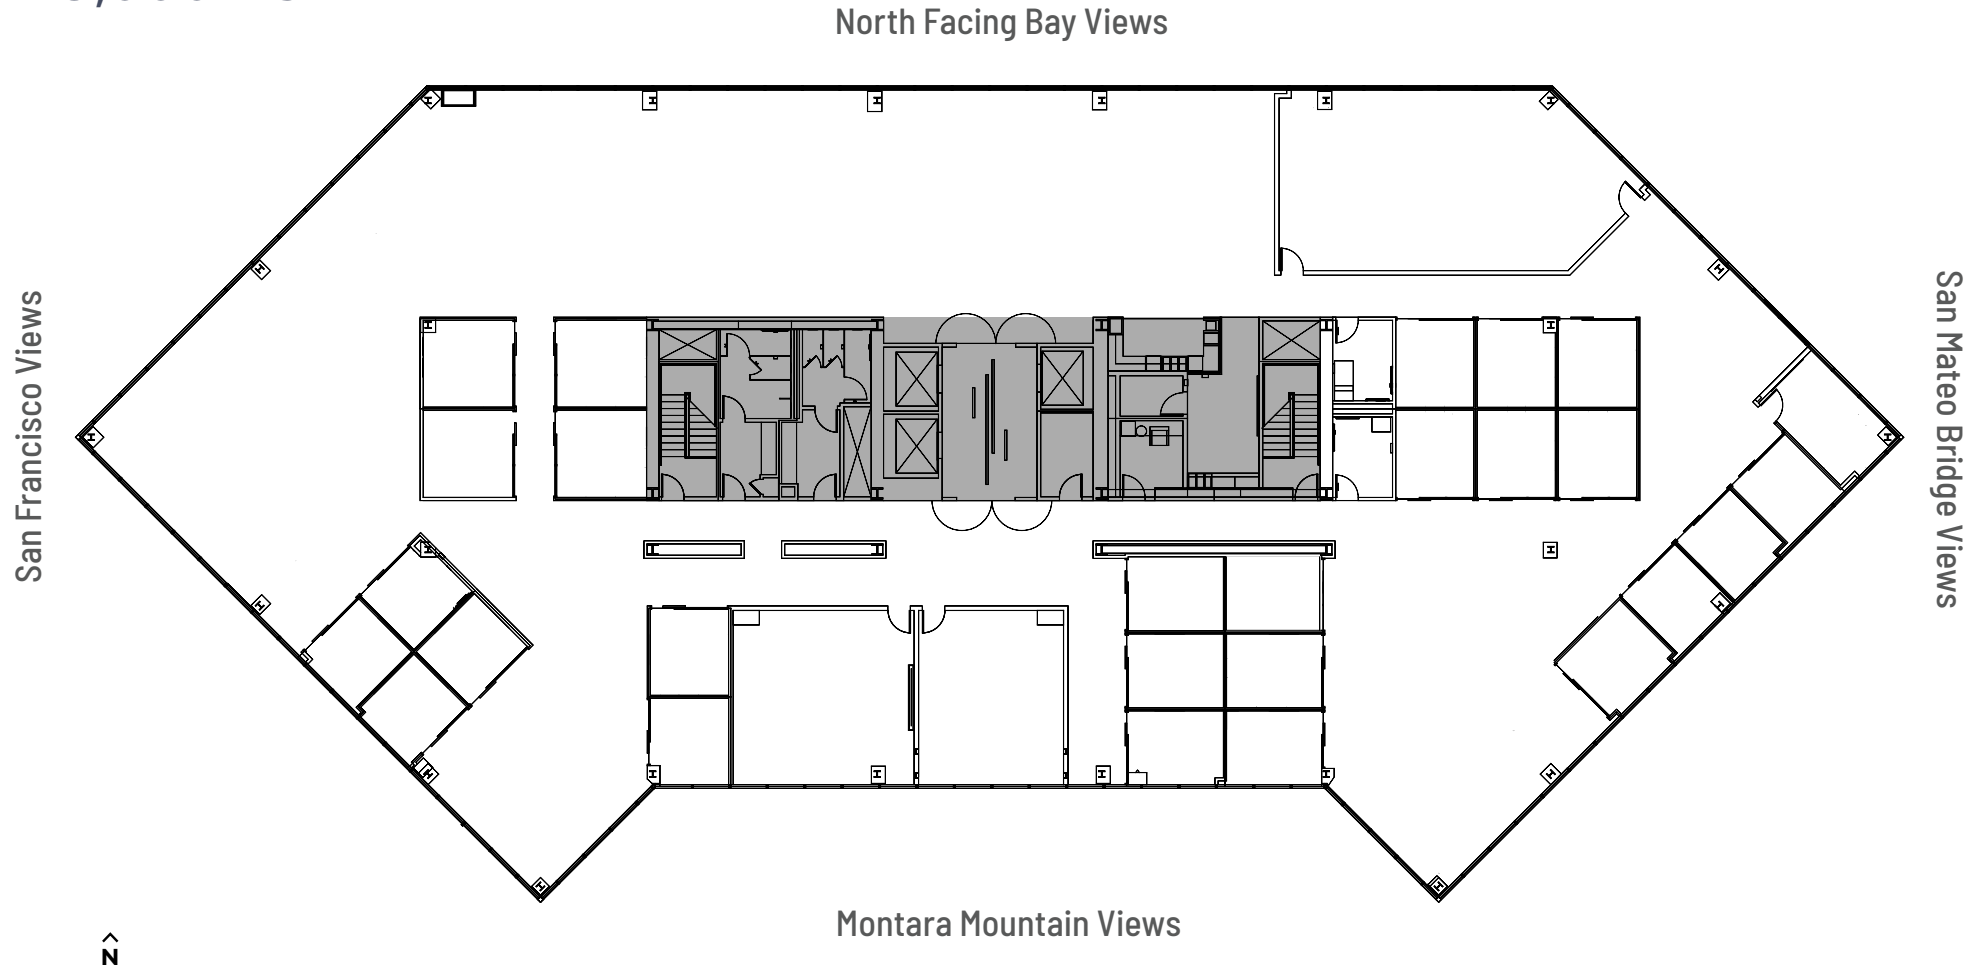 North Facing Bay Views
San Francisco Views
San Mateo Bridge Views
Montara Mountain Views
N